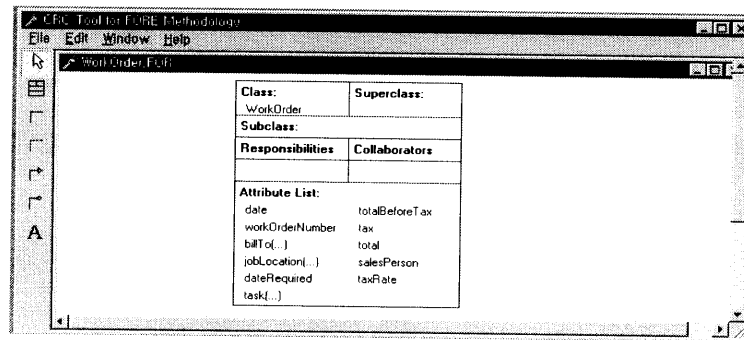 CRC Tool for FORE Methodology
File Edit Window Help
WorkOrder.FOR
Class: Superclass:
WorkOrder
Subclass:
Responsibilities Collaborators
Attribute List:
date totalBeforeTax
workOrderNumber tax
billTo(...) total
jobLocation(...) salesPerson
dateRequired taxRate
task(...)
A